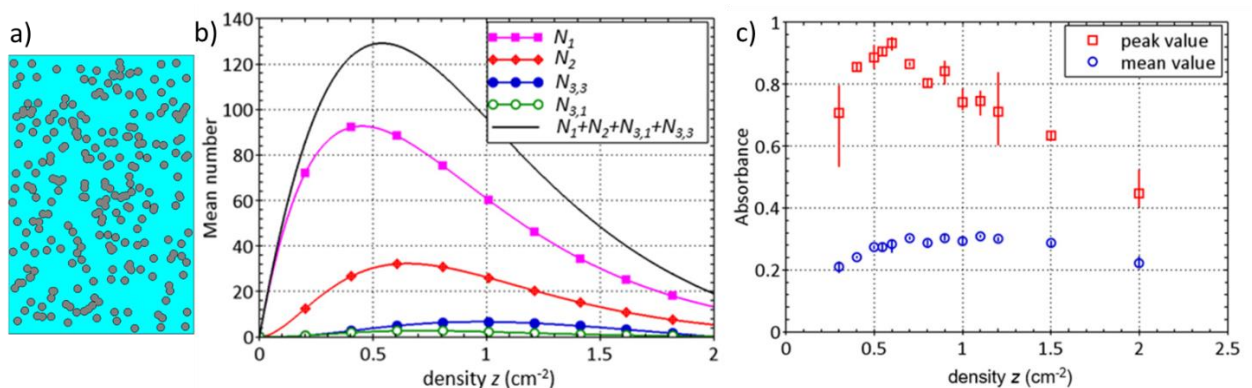 a)
b)
140
120
100
80
60
40
20
0
Mean number
N1
N2
N3,3
N3,1
N1+N2+N3,1+N3,3
0 0.5 1 1.5 2
density z (cm-2)
c)
1
0.8
0.6
0.4
0.2
0
Absorbance
peak value
mean value
0 0.5 1 1.5 2 2.5
density z (cm-2)